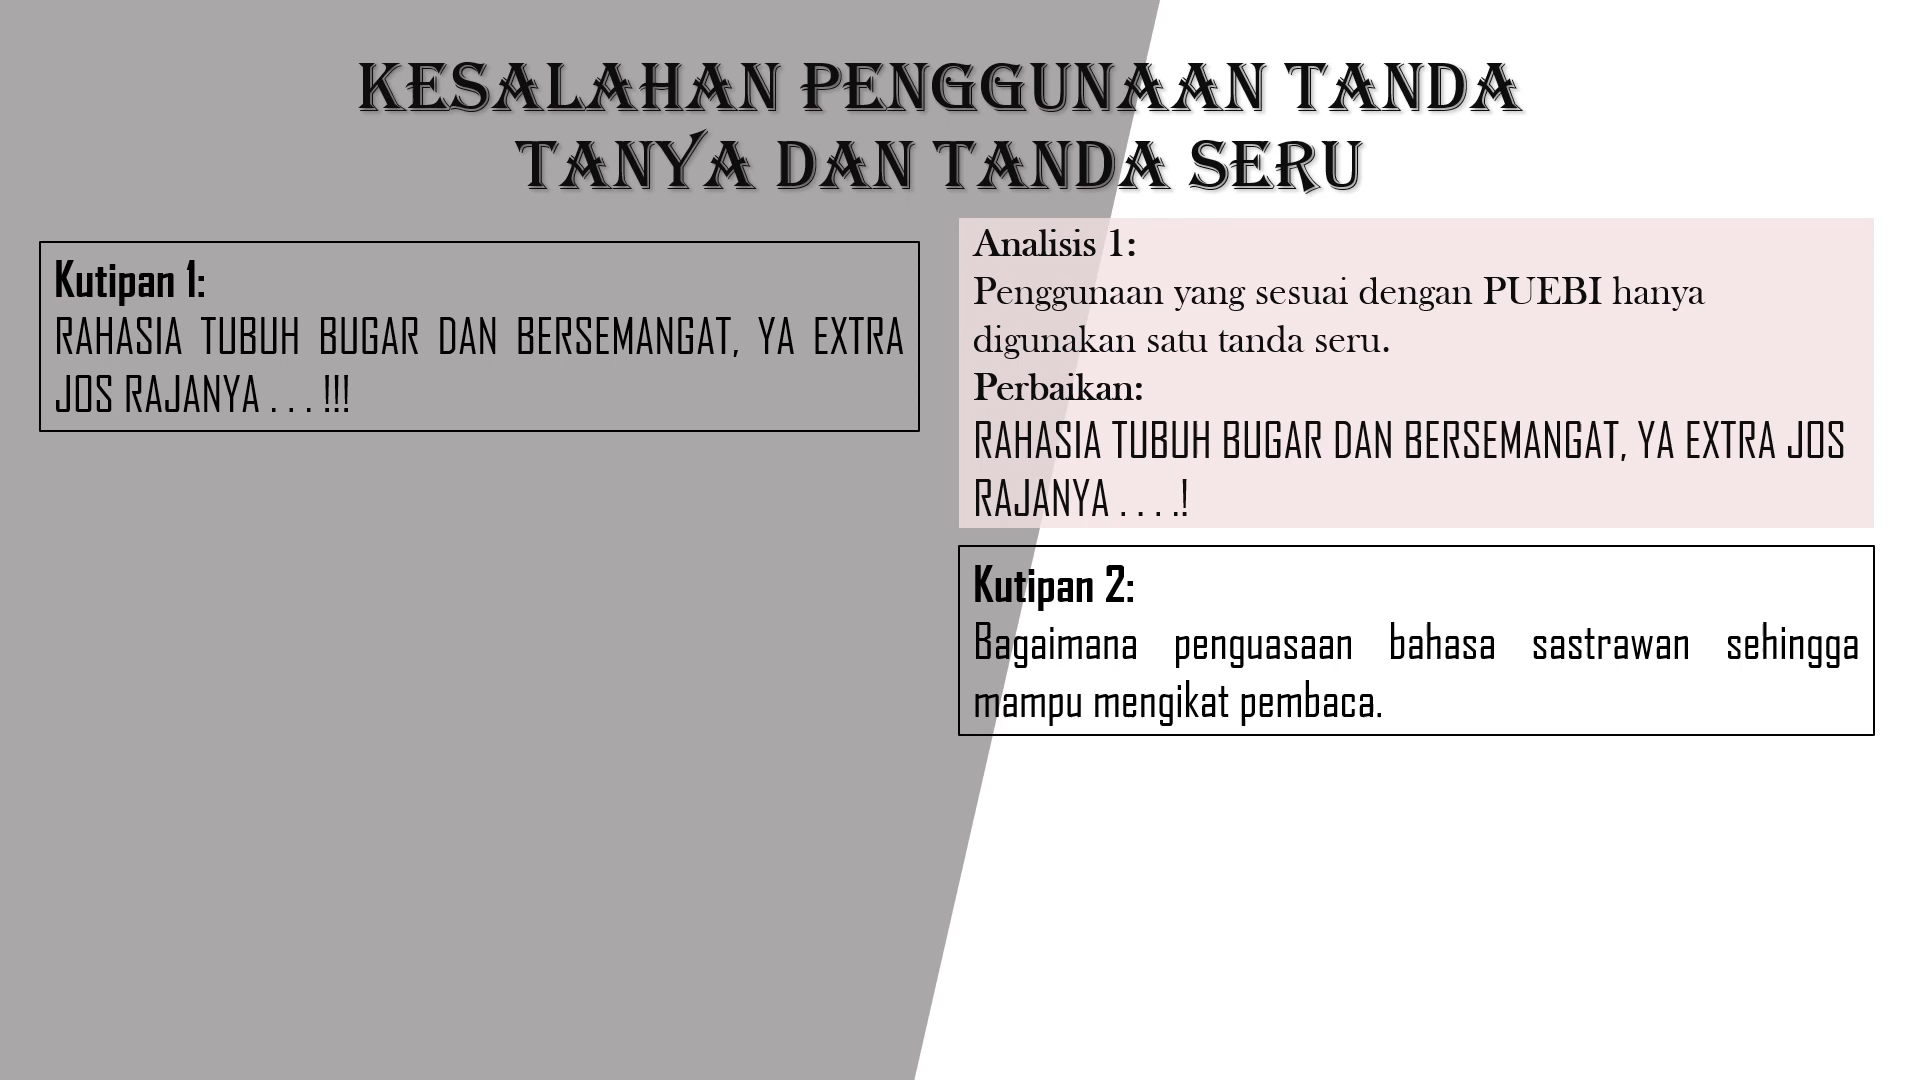 KESALAHAN PENGGUNAAN TANDA
TANYA DAN TANDA SERU
Kutipan 1:
RAHASIA TUBUH BUGAR DAN BERSEMANGAT, YA EXTRA
JOS RAJANYA . . . !!!
Analisis 1:
Penggunaan yang sesuai dengan PUEBI hanya
digunakan satu tanda seru.
Perbaikan:
RAHASIA TUBUH BUGAR DAN BERSEMANGAT, YA EXTRA JOS
RAJANYA . . . .!
Kutipan 2:
Bagaimana penguasaan bahasa sastrawan sehingga
mampu mengikat pembaca.